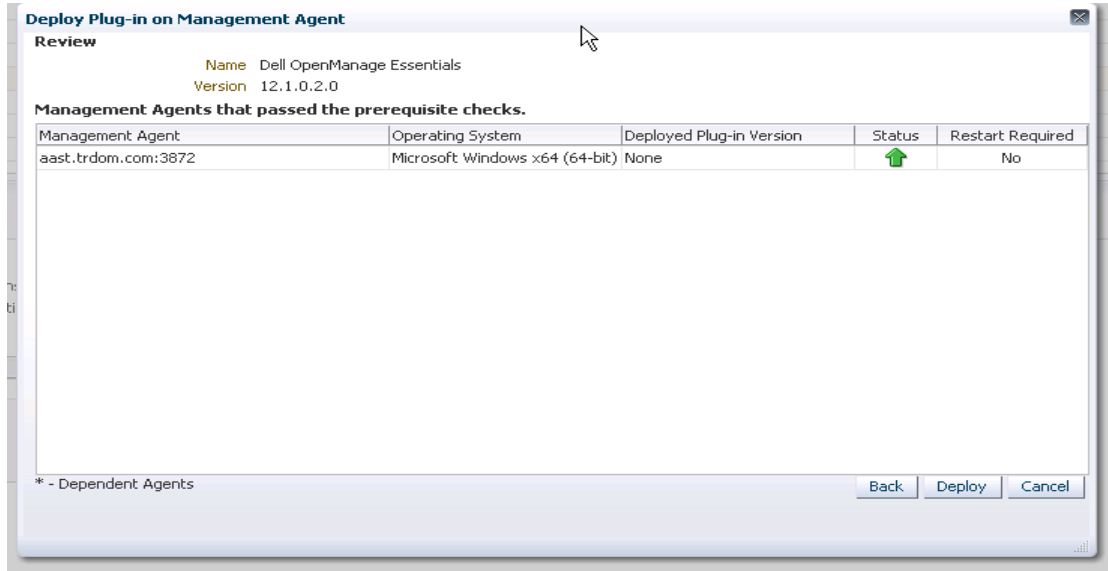 Deploy Plug-in on Management Agent
Review
Name Dell OpenManage Essentials
Version 12.1.0.2.0
Management Agents that passed the prerequisite checks.
Management Agent Operating System Deployed Plug-in Version Status Restart Required
aast.trdom.com:3872 Microsoft Windows x64 (64-bit) None No
* - Dependent Agents
Back Deploy Cancel